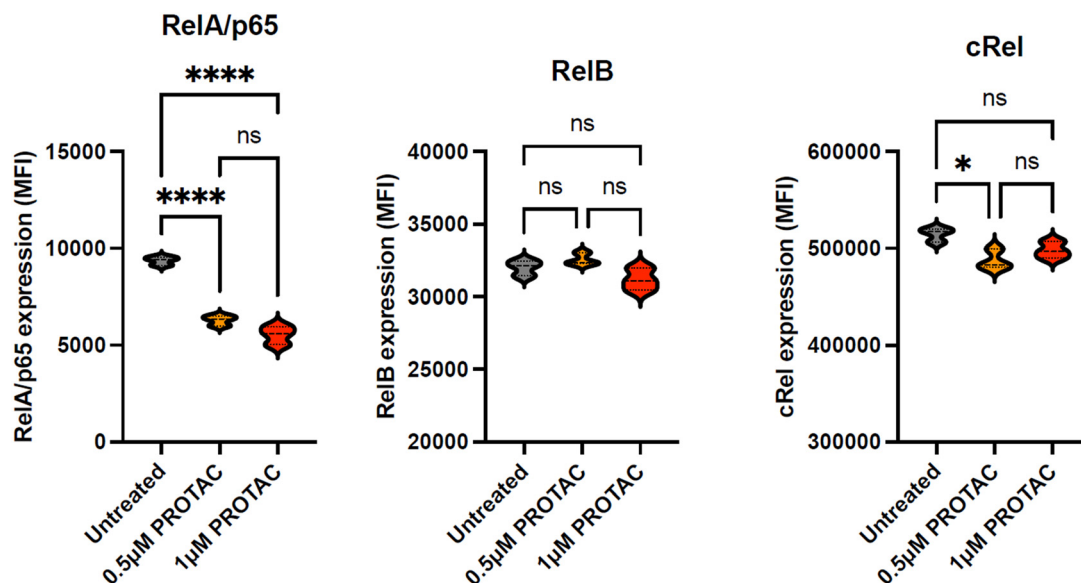 RelA/p65
****
ns
****
RelA/p65 expression (MFI)
15000
10000
5000
0
Untreated
0.5µM PROTAC
1µM PROTAC
RelB
ns
ns
ns
RelB expression (MFI)
40000
35000
30000
25000
20000
Untreated
0.5µM PROTAC
1µM PROTAC
cRel
ns
*
ns
cRel expression (MFI)
600000
500000
400000
300000
Untreated
0.5µM PROTAC
1µM PROTAC